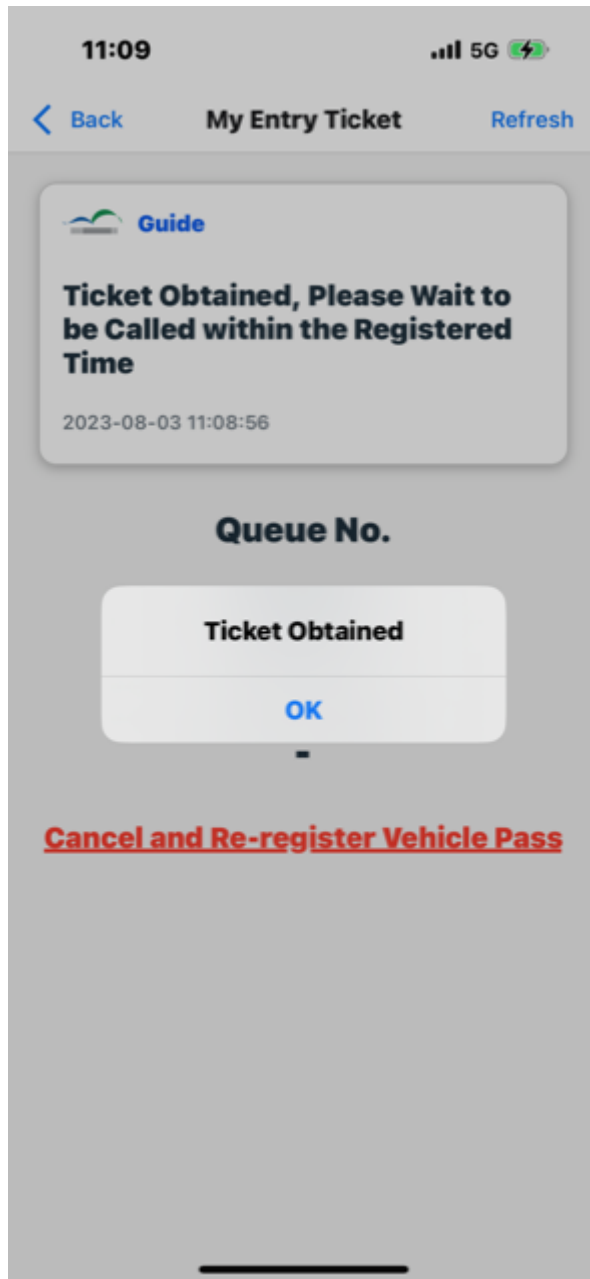 11:09 5G
Back My Entry Ticket Refresh
Guide
Ticket Obtained, Please Wait to
be Called within the Registered
Time
2023-08-03 11:08:56
Queue No.
Ticket Obtained
OK
-
Cancel and Re-register Vehicle Pass